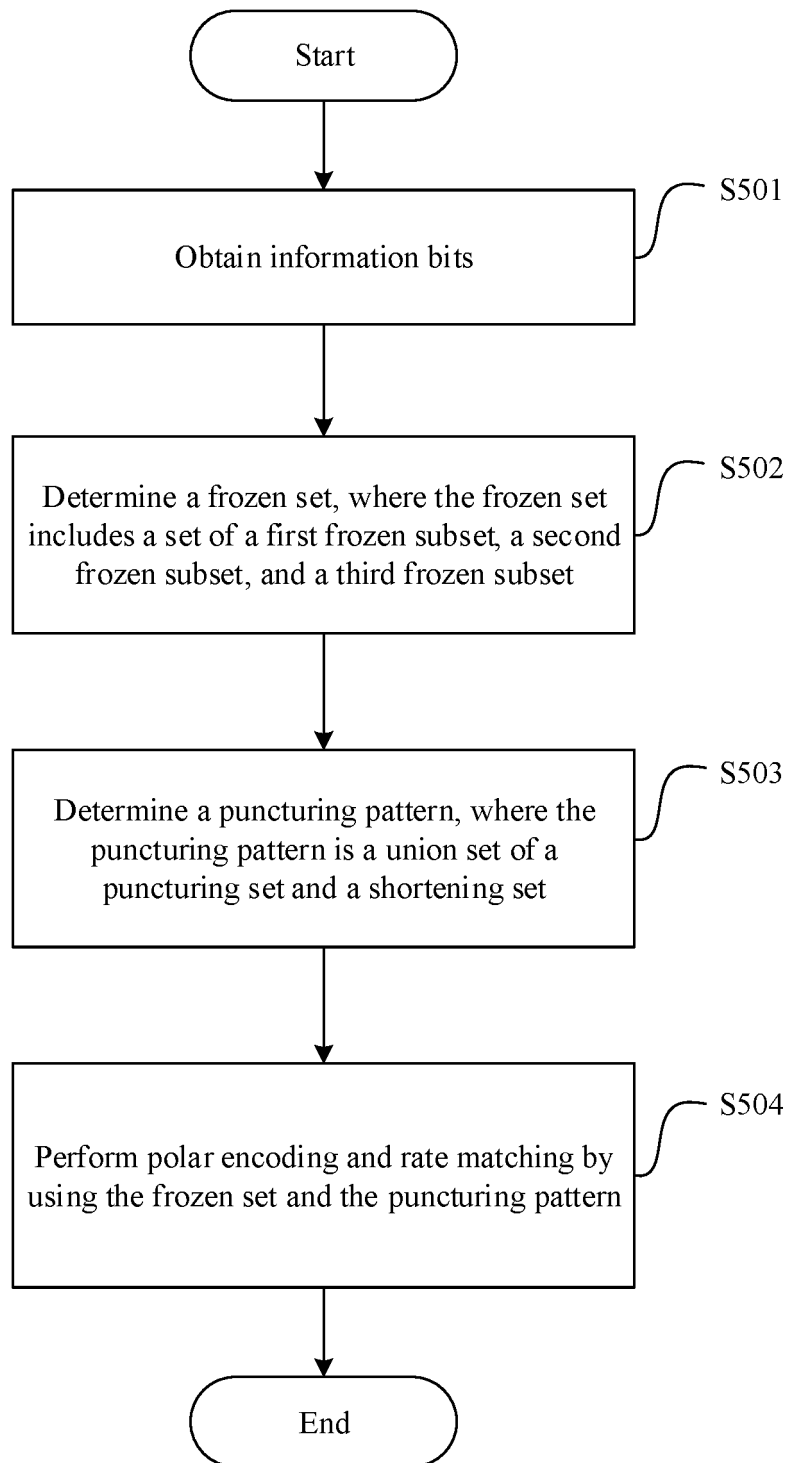 Start
S501
Obtain information bits
S502
Determine a frozen set, where the frozen set
includes a set of a first frozen subset, a second
frozen subset, and a third frozen subset
S503
Determine a puncturing pattern, where the
puncturing pattern is a union set of a
puncturing set and a shortening set
S504
Perform polar encoding and rate matching by
using the frozen set and the puncturing pattern
End